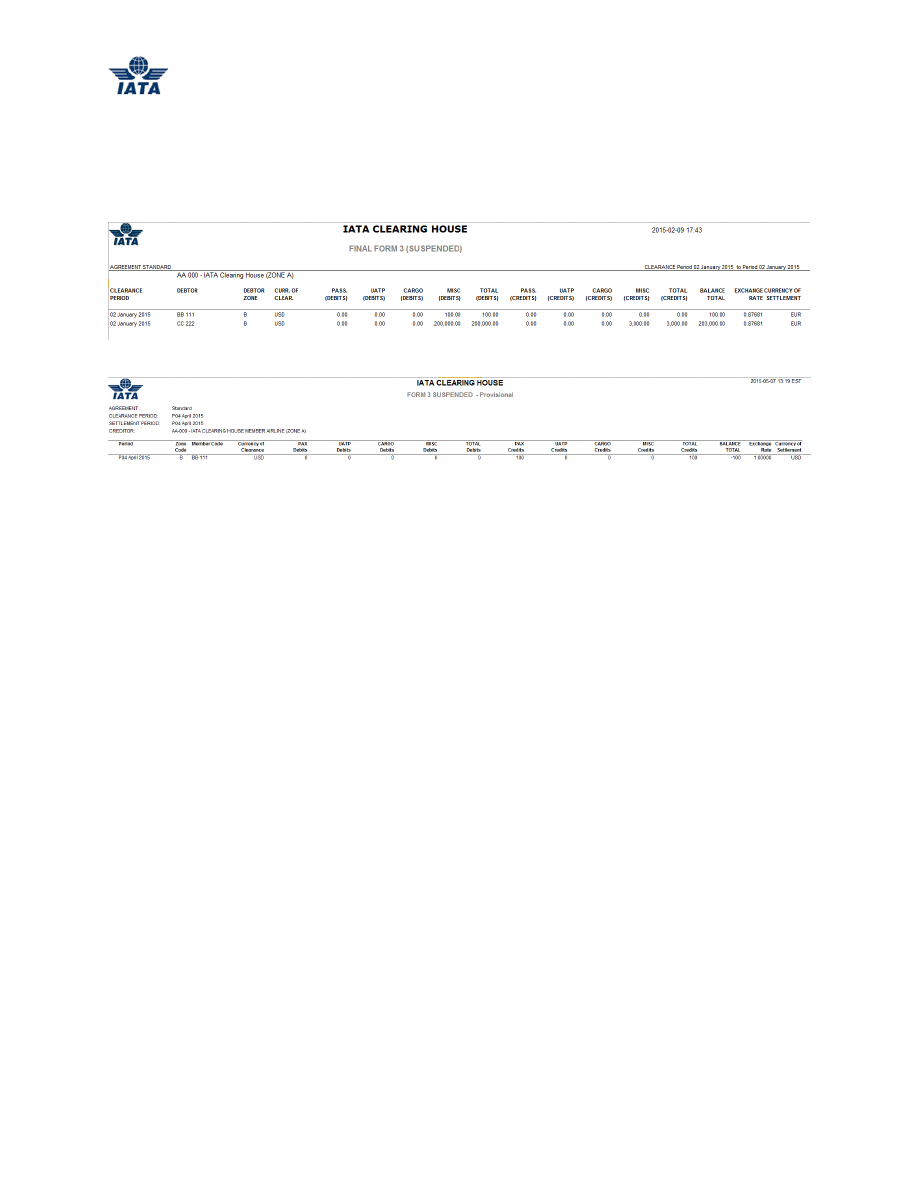 IATA
IATA CLEARING HOUSE 2015-02-09 17:43
IATA
FINAL FORM 3 (SUSPENDED)
AGREEMENT STANDARD CLEARANCE Period 02 January 2015 to Period 02 January 2015
AA 000 - IATA Clearing House (ZONE A)
CLEARANCE DEBTOR DEBTOR CURR. OF PASS. UATP CARGO MISC TOTAL PASS. UATP CARGO MISC TOTAL BALANCE EXCHANGE CURRENCY OF
PERIOD ZONE CLEAR. (DEBITS) (DEBITS) (DEBITS) (DEBITS) (DEBITS) (CREDITS) (CREDITS) (CREDITS) (CREDITS) (CREDITS) TOTAL RATE SETTLEMENT
02 January 2015 BB 111 B USD 0.00 0.00 0.00 100.00 100.00 0.00 0.00 0.00 0.00 0.00 100.00 0.87681 EUR
02 January 2015 CC 222 B USD 0.00 0.00 0.00 200,000.00 200,000.00 0.00 0.00 0.00 3,000.00 3,000.00 203,000.00 0.87681 EUR
IATA CLEARING HOUSE 13:19 EST
IATA
FORM 3 SUSPENDED - Provisional
AGREEMENT: Standard
CLEARANCE PERIOD: P04 April 2015
SETTLEMENT PERIOD: P04 April 2015
CREDITOR: AA-000 - IATA CLEARING HOUSE MEMBER AIRLINE (ZONE A)
Period Zone Member Code Currency of PAX UATP CARGO MISC TOTAL PAX UATP CARGO MISC TOTAL BALANCE Exchange Currency of
Code Clearance Debits Debits Debits Debits Debits Credits Credits Credits Credits Credits TOTAL Rate Settlement
P04 April 2015 B BB-111 USD 0 0 0 0 0 100 0 0 0 100 -100 1.00000 USD